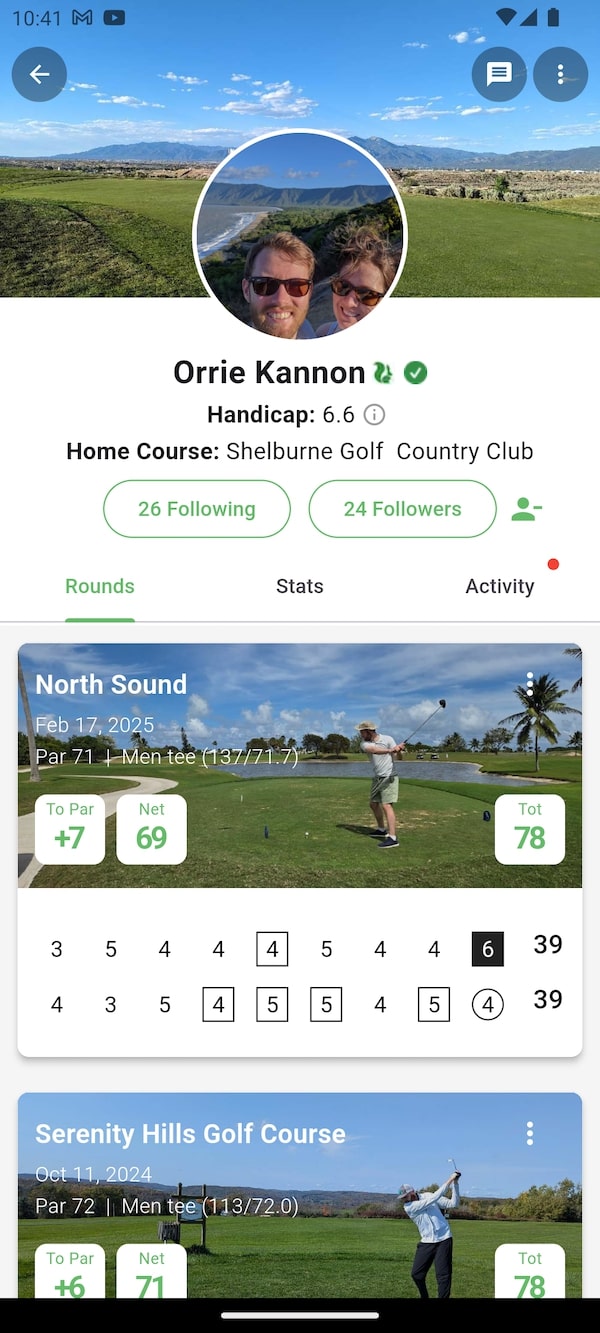 10:41
Orrie Kannon
Handicap: 6.6
Home Course: Shelburne Golf  Country Club
26 Following 24 Followers
Rounds Stats Activity
North Sound
Feb 17, 2025
Par 71 | Men tee (137/71.7)
To Par Net Tot
+7 69 78
3 5 4 4 4 5 4 4 6 39
4 3 5 4 5 5 4 5 4 39
Serenity Hills Golf Course
Oct 11, 2024
Par 72 | Men tee (113/72.0)
To Par Net Tot
+6 71 78